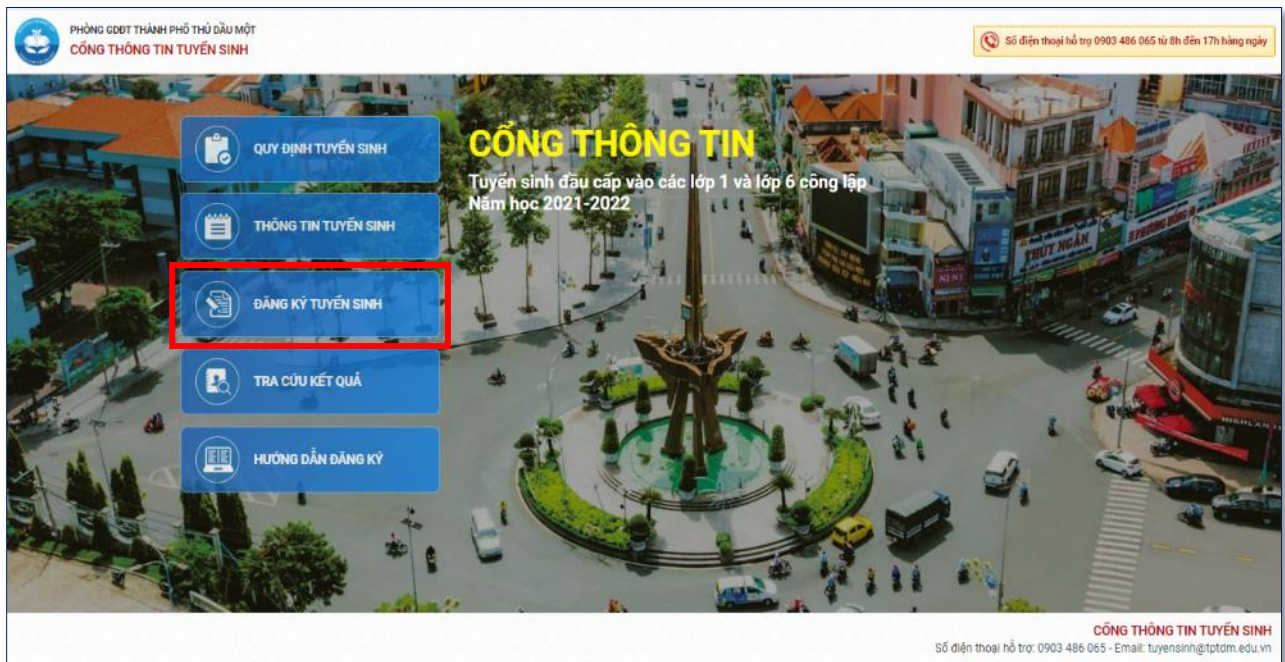 PHÒNG GDĐT THÀNH PHỐ THỦ DẦU MỘT
CỔNG THÔNG TIN TUYỂN SINH
Số điện thoại hỗ trợ 0903 486 065 từ 8h đến 17h hàng ngày
QUY ĐỊNH TUYỂN SINH
THÔNG TIN TUYỂN SINH
ĐĂNG KÝ TUYỂN SINH
TRA CỨU KẾT QUẢ
HƯỚNG DẪN ĐĂNG KÝ
CỔNG THÔNG TIN
Tuyển sinh đầu cấp vào các lớp 1 và lớp 6 công lập
Năm học 2021-2022
THÚY NGÂN
NINI
CỔNG THÔNG TIN TUYỂN SINH
Số điện thoại hỗ trợ: 0903 486 065 - Email: tuyensinh@tptdm.edu.vn